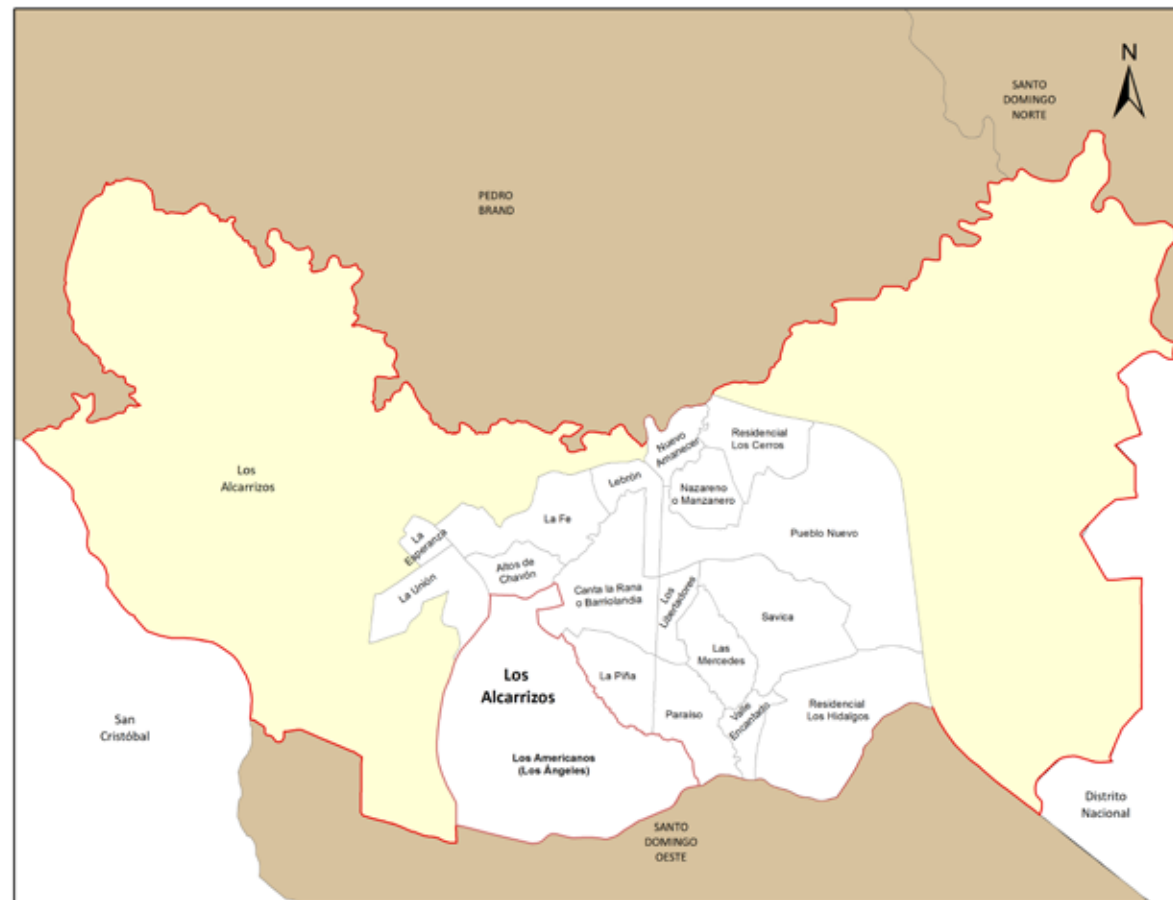 N
SANTO
DOMINGO
NORTE
PEDRO
BRAND
Nuevo
Amanecer
Residencial
Los Cerros
Los
Alcarrizos
Lebrón
Nazareno
o Manzanero
La Fe
La
Esperanza
Pueblo Nuevo
Altos de
Chavón
La Unión
Canta la Rana
o Barriolandia
Los
Libertadores
Savica
Las
Mercedes
Los
Alcarrizos
La Piña
San
Cristóbal
Paraíso
Valle
Encantado
Residencial
Los Hidalgos
Los Americanos
(Los Ángeles)
Distrito
Nacional
SANTO
DOMINGO
OESTE